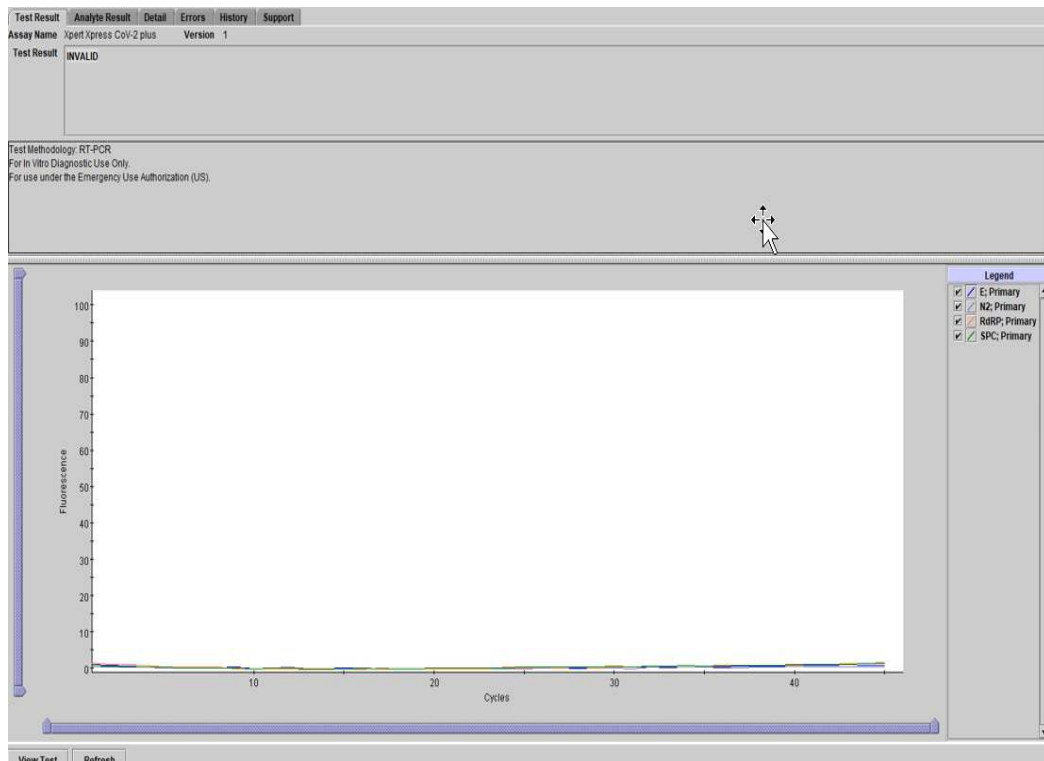 Test Result Analyte Result Detail Errors History Support
Assay Name Xpert Xpress CoV-2 plus Version 1
Test Result INVALID
Test Methodology: RT-PCR
For In Vitro Diagnostic Use Only.
For use under the Emergency Use Authorization (US).
Legend
E; Primary
N2; Primary
RdRP; Primary
SPC; Primary
100
90
80
70
60
50
40
30
20
10
0
Fluorescence
10 20 30 40
Cycles
View Test Refresh